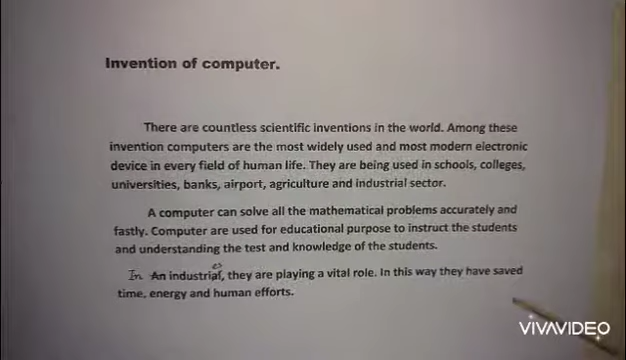 Invention of computer.
There are countless scientific inventions in the world. Among these
invention computers are the most widely used and most modern electronic
device in every field of human life. They are being used in schools, colleges,
universities, banks, airport, agriculture and industrial sector.
A computer can solve all the mathematical problems accurately and
fastly. Computer are used for educational purpose to instruct the students
and understanding the test and knowledge of the students.
es
In An industrial, they are playing a vital role. In this way they have saved
time, energy and human efforts.
VIVAVIDEO